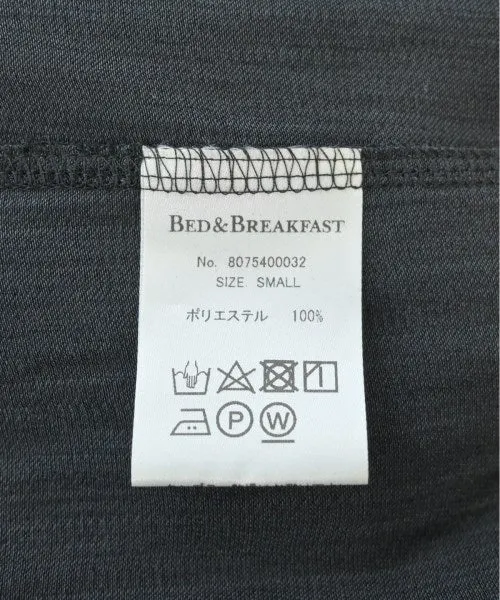 BED&BREAKFAST
No. 8075400032
SIZE SMALL
ポリエステル 100%
P W